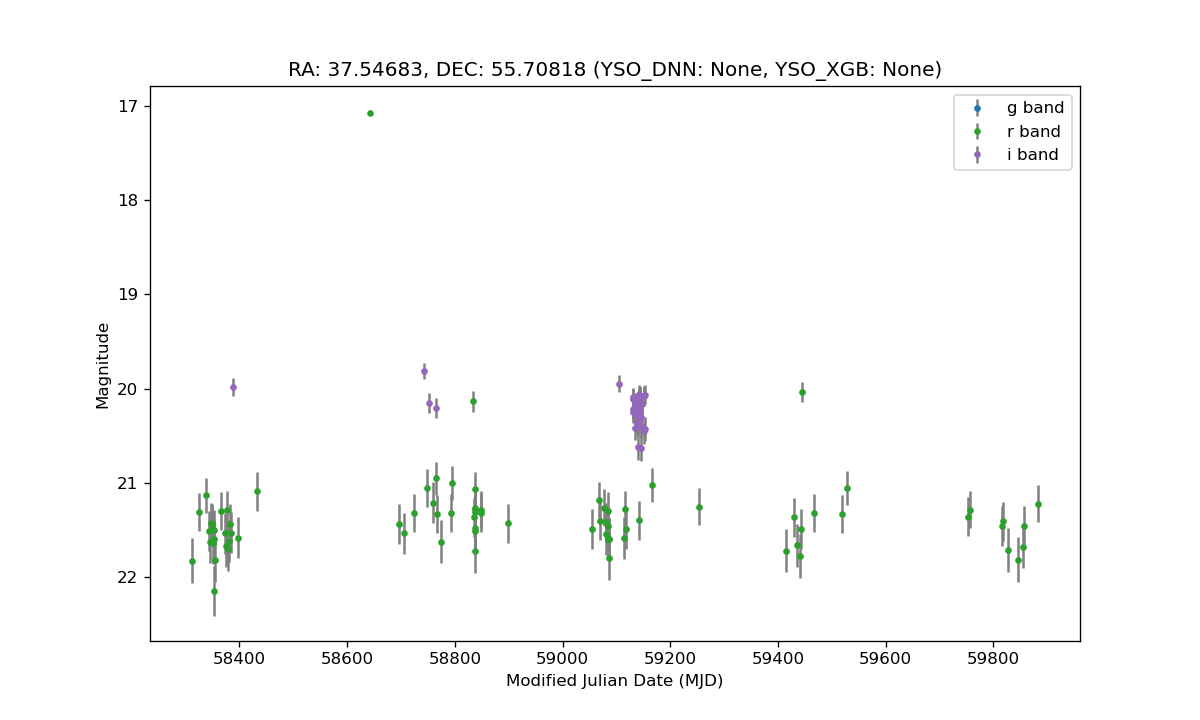 RA: 37.54683, DEC: 55.70818 (YSO_DNN: None, YSO_XGB: None)
g band
r band
i band
17
18
19
20
21
22
Magnitude
58400 58600 58800 59000 59200 59400 59600 59800
Modified Julian Date (MJD)